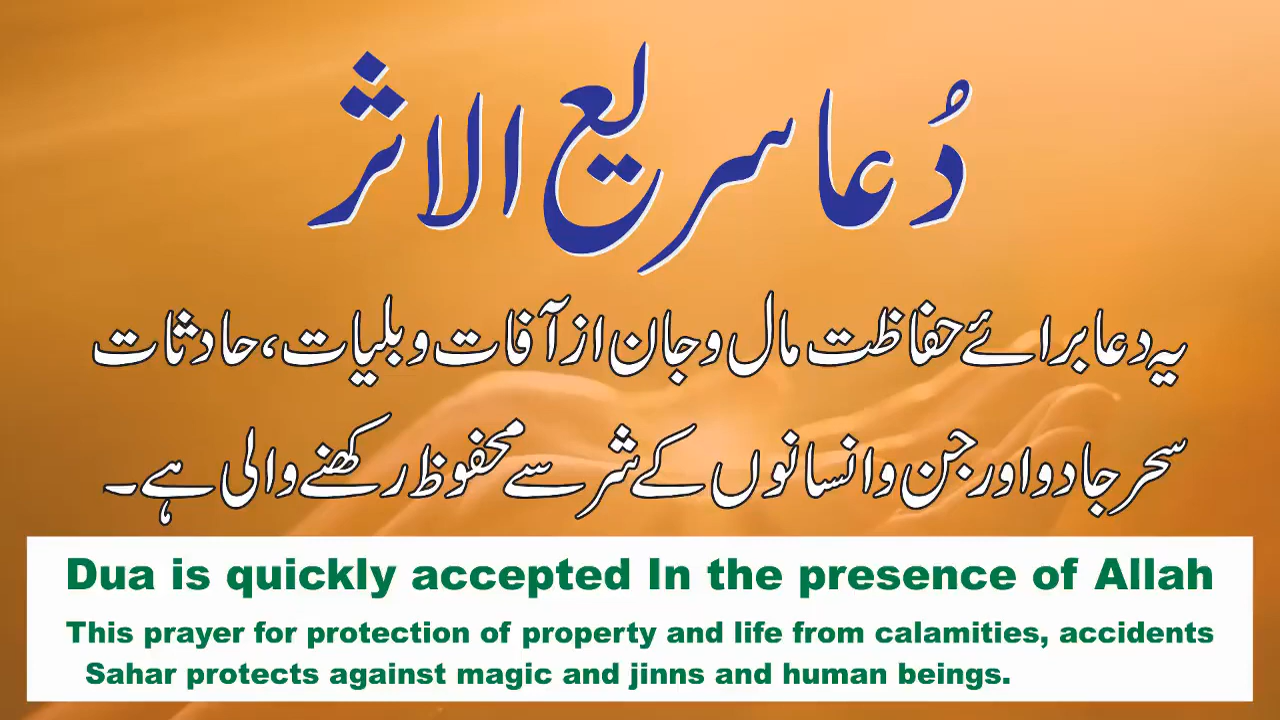 دُعا سریع الاثر
یہ دعا برائے حفاظت مال و جان از آفات و بلیات، حادثات
سحر جادو اور جن و انسانوں کے شر سے محفوظ رکھنے والی ہے۔
Dua is quickly accepted In the presence of Allah
This prayer for protection of property and life from calamities, accidents
Sahar protects against magic and jinns and human beings.